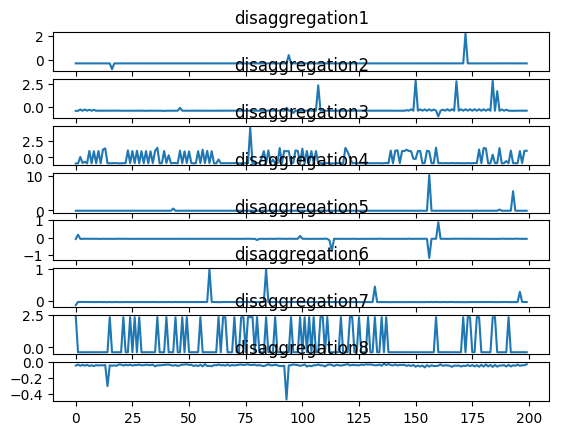 disaggregation1
2
0
disaggregation2
2.5
0.0
disaggregation3
2.5
0.0
disaggregation4
10
0
disaggregation5
1
0
−1
disaggregation6
1
0
disaggregation7
2.5
0.0
disaggregation8
0.0
−0.2
−0.4
0 25 50 75 100 125 150 175 200